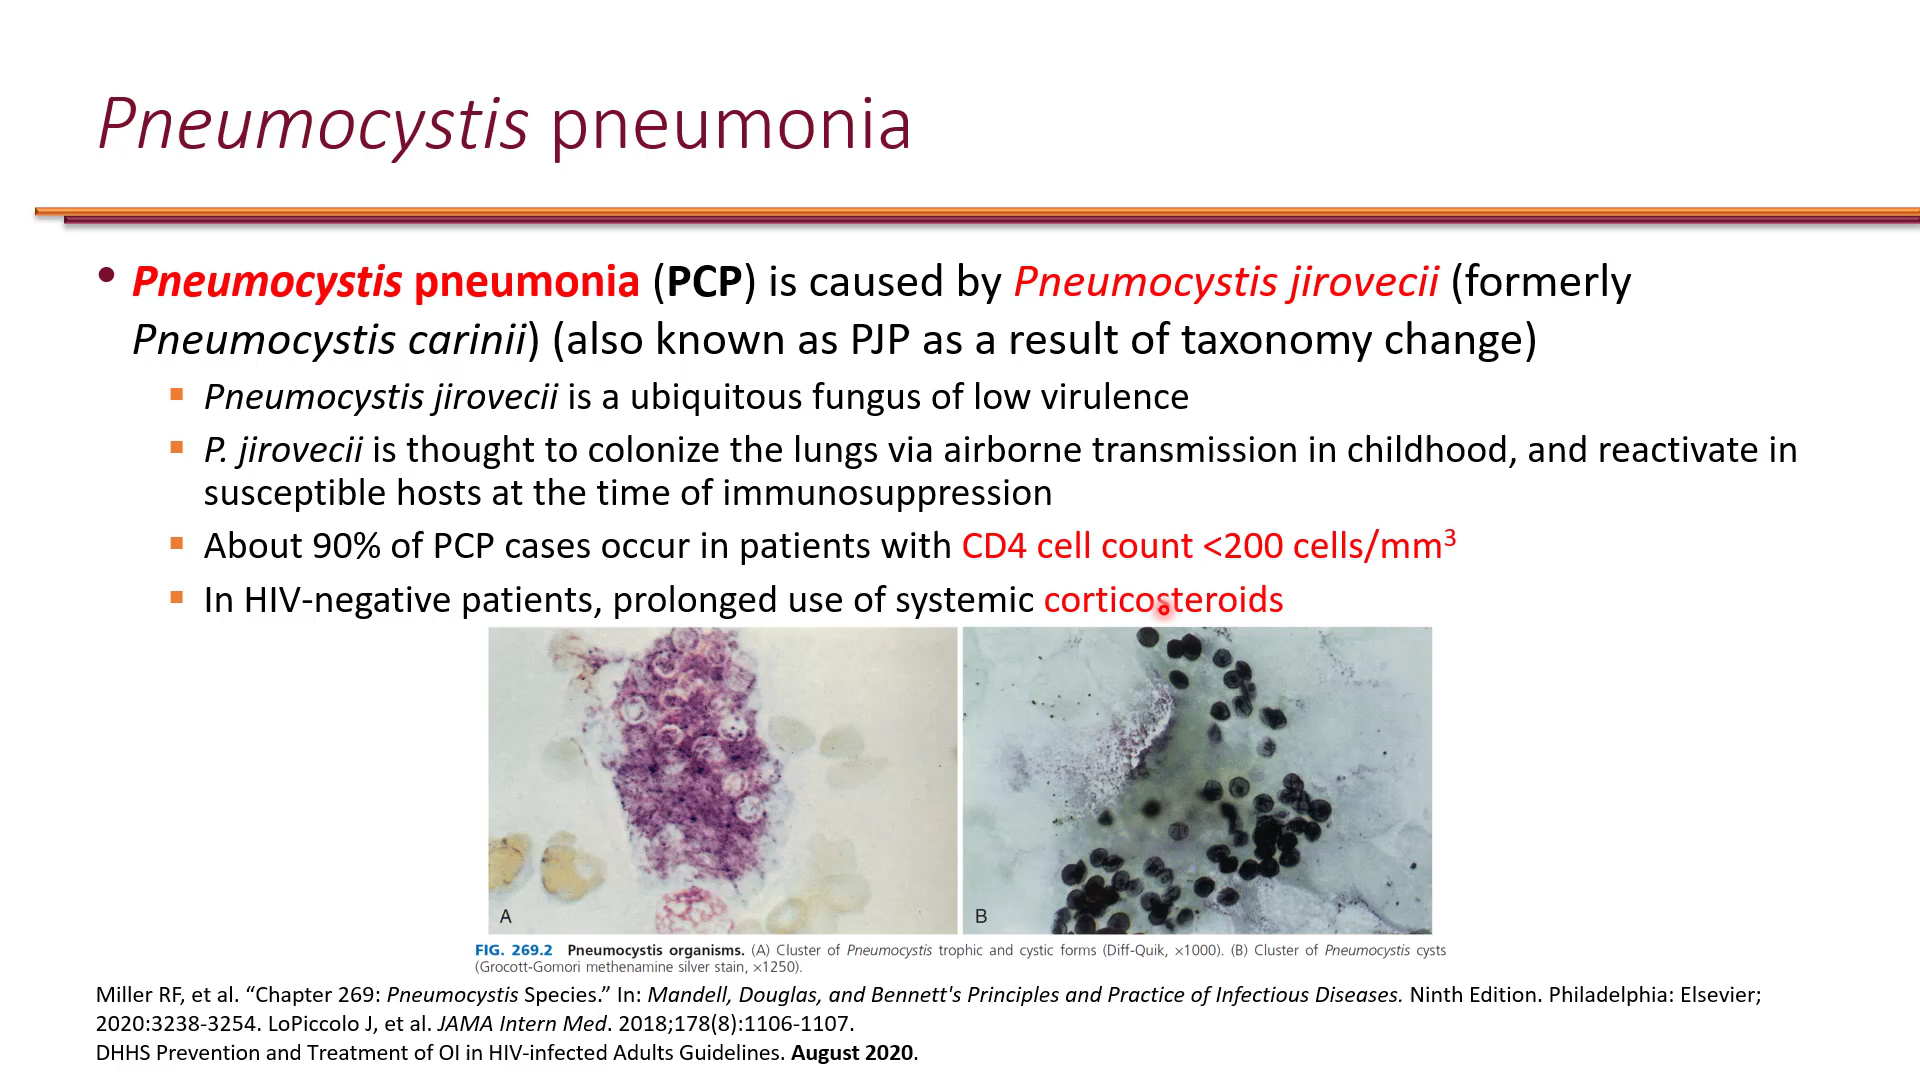 Pneumocystis pneumonia
• Pneumocystis pneumonia (PCP) is caused by Pneumocystis jirovecii (formerly
Pneumocystis carinii) (also known as PJP as a result of taxonomy change)
▪ Pneumocystis jirovecii is a ubiquitous fungus of low virulence
▪ P. jirovecii is thought to colonize the lungs via airborne transmission in childhood, and reactivate in
susceptible hosts at the time of immunosuppression
▪ About 90% of PCP cases occur in patients with CD4 cell count <200 cells/mm³
▪ In HIV-negative patients, prolonged use of systemic corticosteroids
A
B
FIG. 269.2 Pneumocystis organisms. (A) Cluster of Pneumocystis trophic and cystic forms (Diff-Quik, ×1000). (B) Cluster of Pneumocystis cysts
(Grocott-Gomori methenamine silver stain, ×1250).
Miller RF, et al. “Chapter 269: Pneumocystis Species.” In: Mandell, Douglas, and Bennett's Principles and Practice of Infectious Diseases. Ninth Edition. Philadelphia: Elsevier;
2020:3238-3254. LoPiccolo J, et al. JAMA Intern Med. 2018;178(8):1106-1107.
DHHS Prevention and Treatment of OI in HIV-infected Adults Guidelines. August 2020.